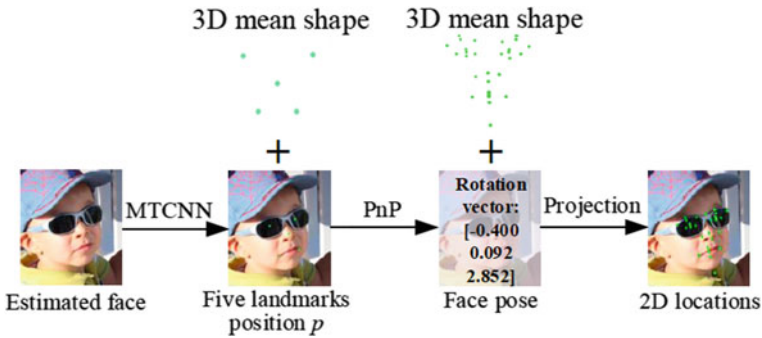 3D mean shape
3D mean shape
+
+
MTCNN
PnP
Projection
Rotation
vector:
[-0.400
0.092
2.852]
Estimated face
Five landmarks
position p
Face pose
2D locations